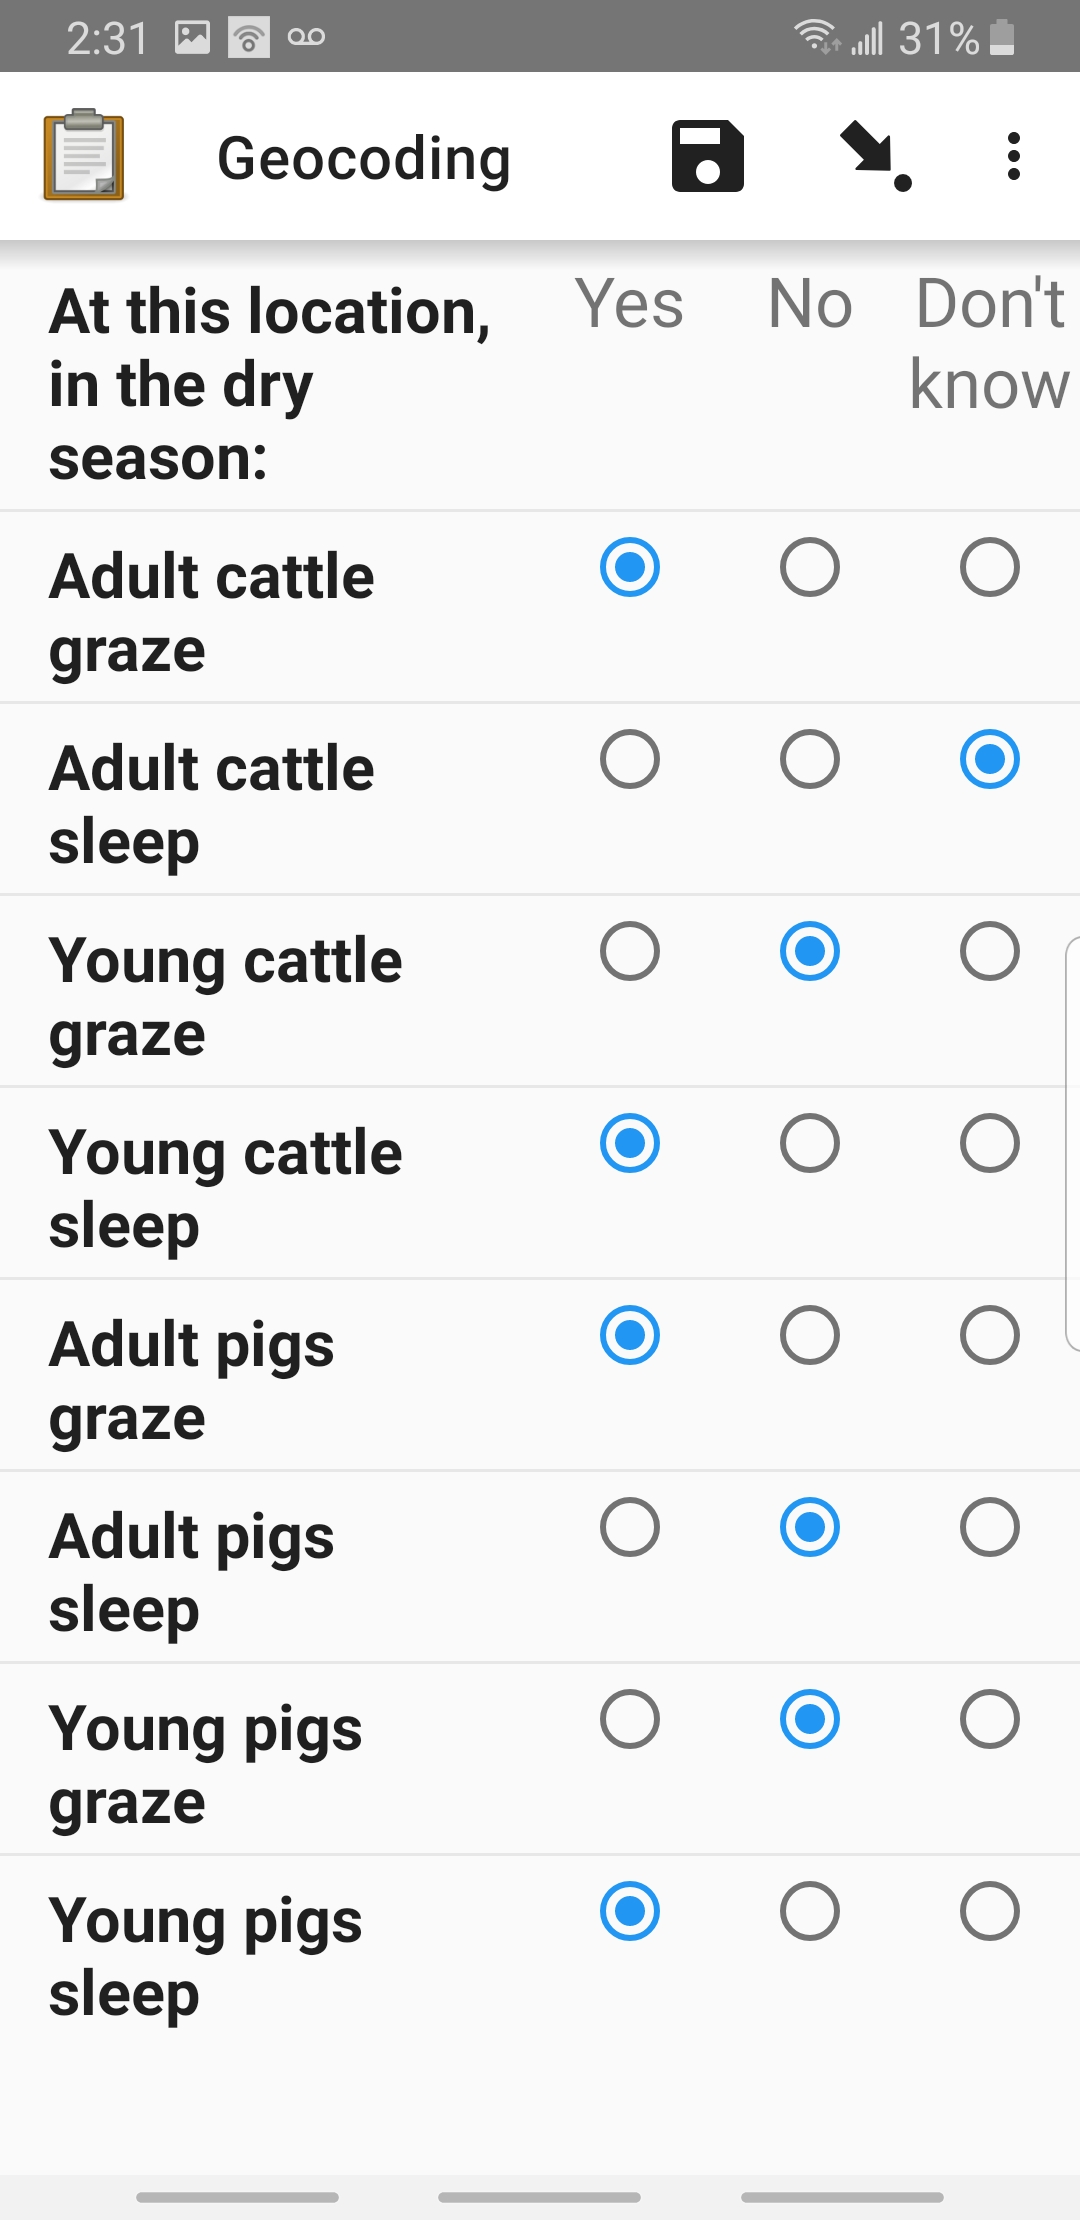 2:31 31%
Geocoding
At this location,
in the dry
season:
Yes No Don't
know
Adult cattle
graze
Adult cattle
sleep
Young cattle
graze
Young cattle
sleep
Adult pigs
graze
Adult pigs
sleep
Young pigs
graze
Young pigs
sleep